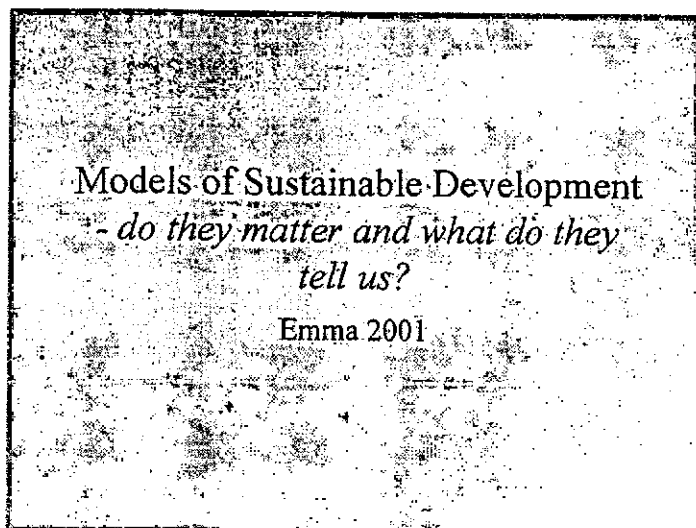 Models of Sustainable Development
- do they matter and what do they
tell us?
Emma 2001